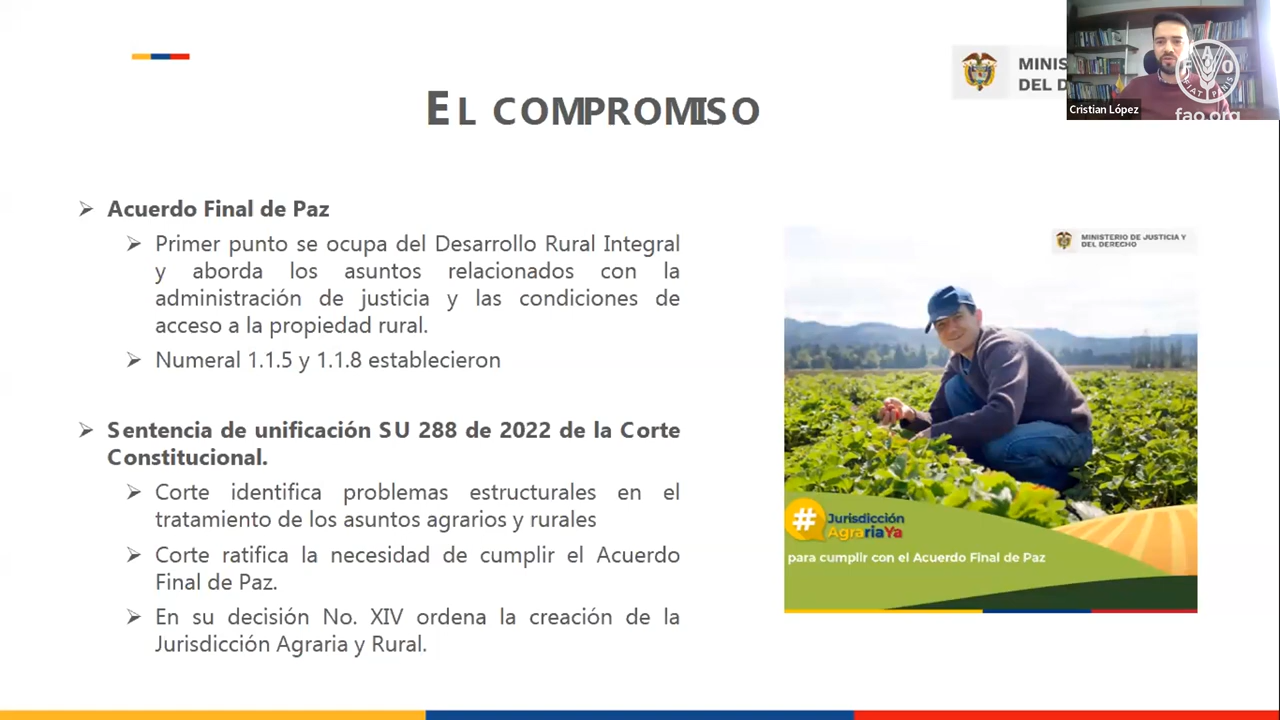 EL COMPROMISO
MINIS
DEL D
Cristian López
FAO
FIAT PANIS
fao.org
➢ Acuerdo Final de Paz
➢ Primer punto se ocupa del Desarrollo Rural Integral
y aborda los asuntos relacionados con la
administración de justicia y las condiciones de
acceso a la propiedad rural.
➢ Numeral 1.1.5 y 1.1.8 establecieron
➢ Sentencia de unificación SU 288 de 2022 de la Corte
Constitucional.
➢ Corte identifica problemas estructurales en el
tratamiento de los asuntos agrarios y rurales
➢ Corte ratifica la necesidad de cumplir el Acuerdo
Final de Paz.
➢ En su decisión No. XIV ordena la creación de la
Jurisdicción Agraria y Rural.
MINISTERIO DE JUSTICIA Y
DEL DERECHO
# Jurisdicción
AgrariaYa
para cumplir con el Acuerdo Final de Paz